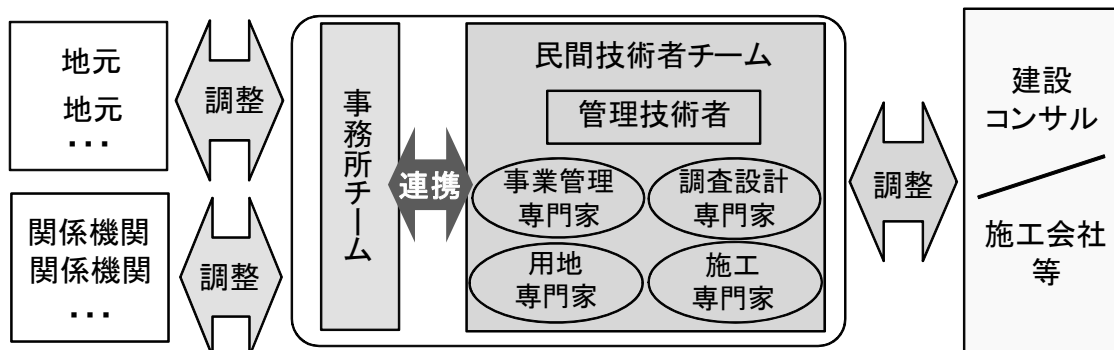 地元
地元
・・・
調整
関係機関
関係機関
・・・
調整
事務所チーム
連携
民間技術者チーム
管理技術者
事業管理
専門家
調査設計
専門家
用地
専門家
施工
専門家
調整
建設
コンサル
施工会社
等